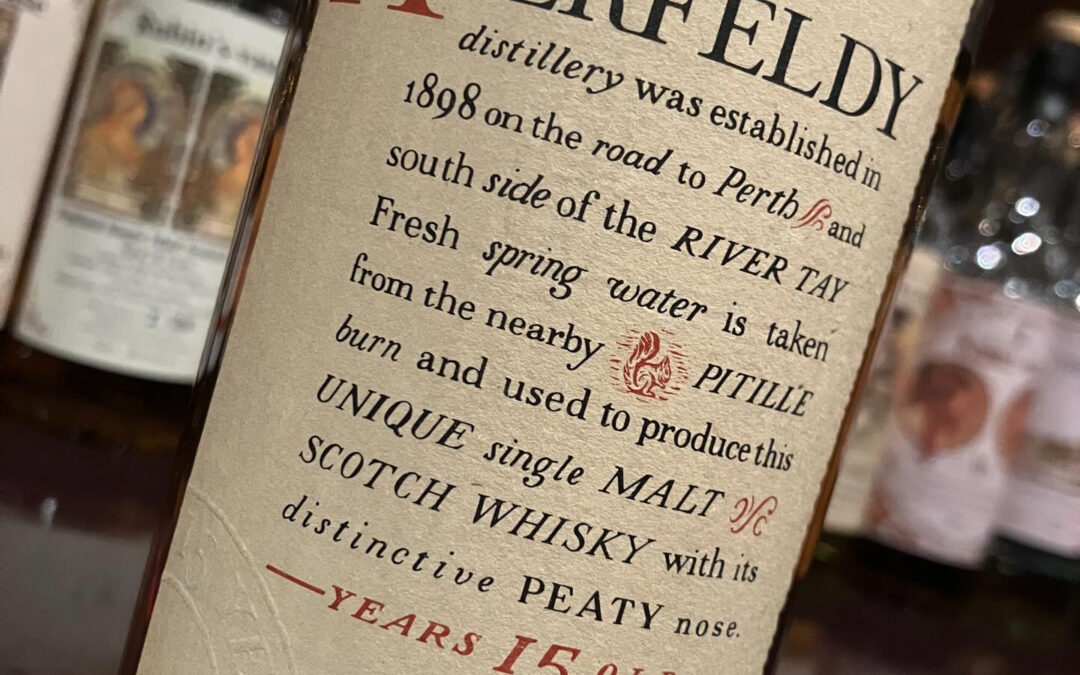 ERFELDY
distillery was established in
1898 on the road to Perth and
south side of the RIVER TAY
Fresh spring water is taken
from the nearby PITILLE
burn and used to produce this
UNIQUE single MALT
SCOTCH WHISKY with its
distinctive PEATY nose.
YEARS 15 OLD